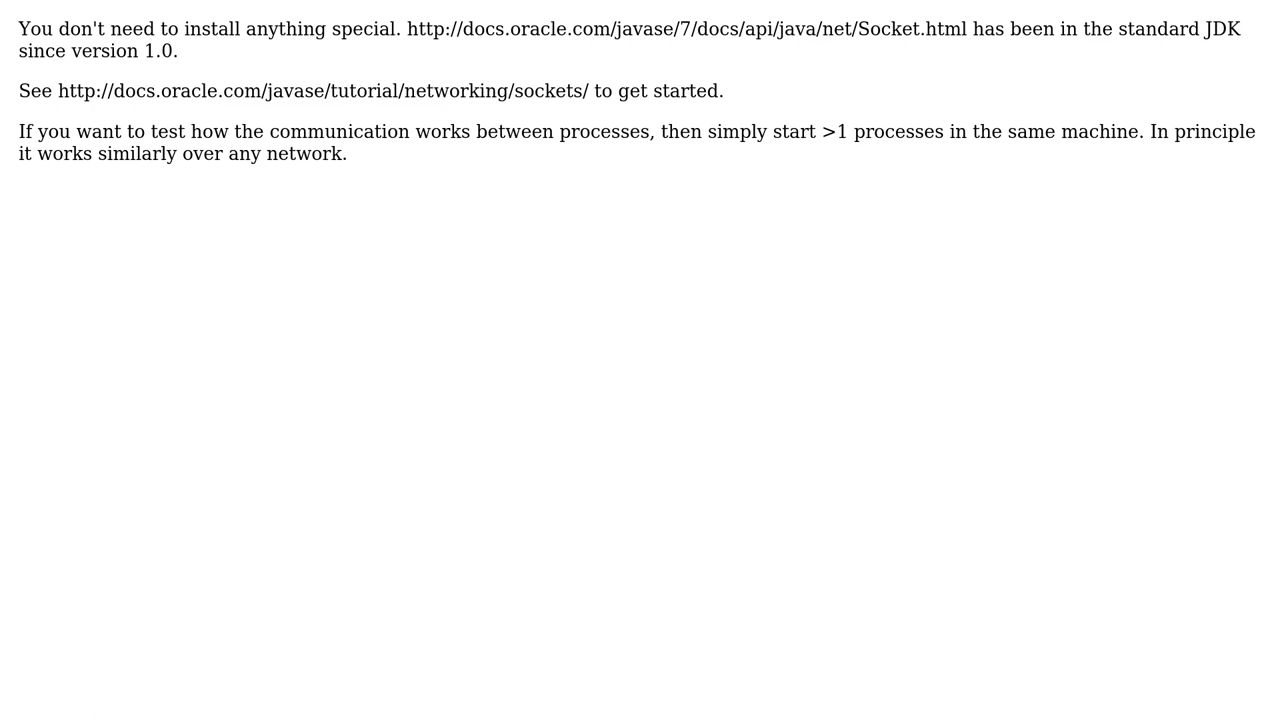 You don't need to install anything special. http://docs.oracle.com/javase/7/docs/api/java/net/Socket.html has been in the standard JDK
since version 1.0.
See http://docs.oracle.com/javase/tutorial/networking/sockets/ to get started.
If you want to test how the communication works between processes, then simply start >1 processes in the same machine. In principle
it works similarly over any network.